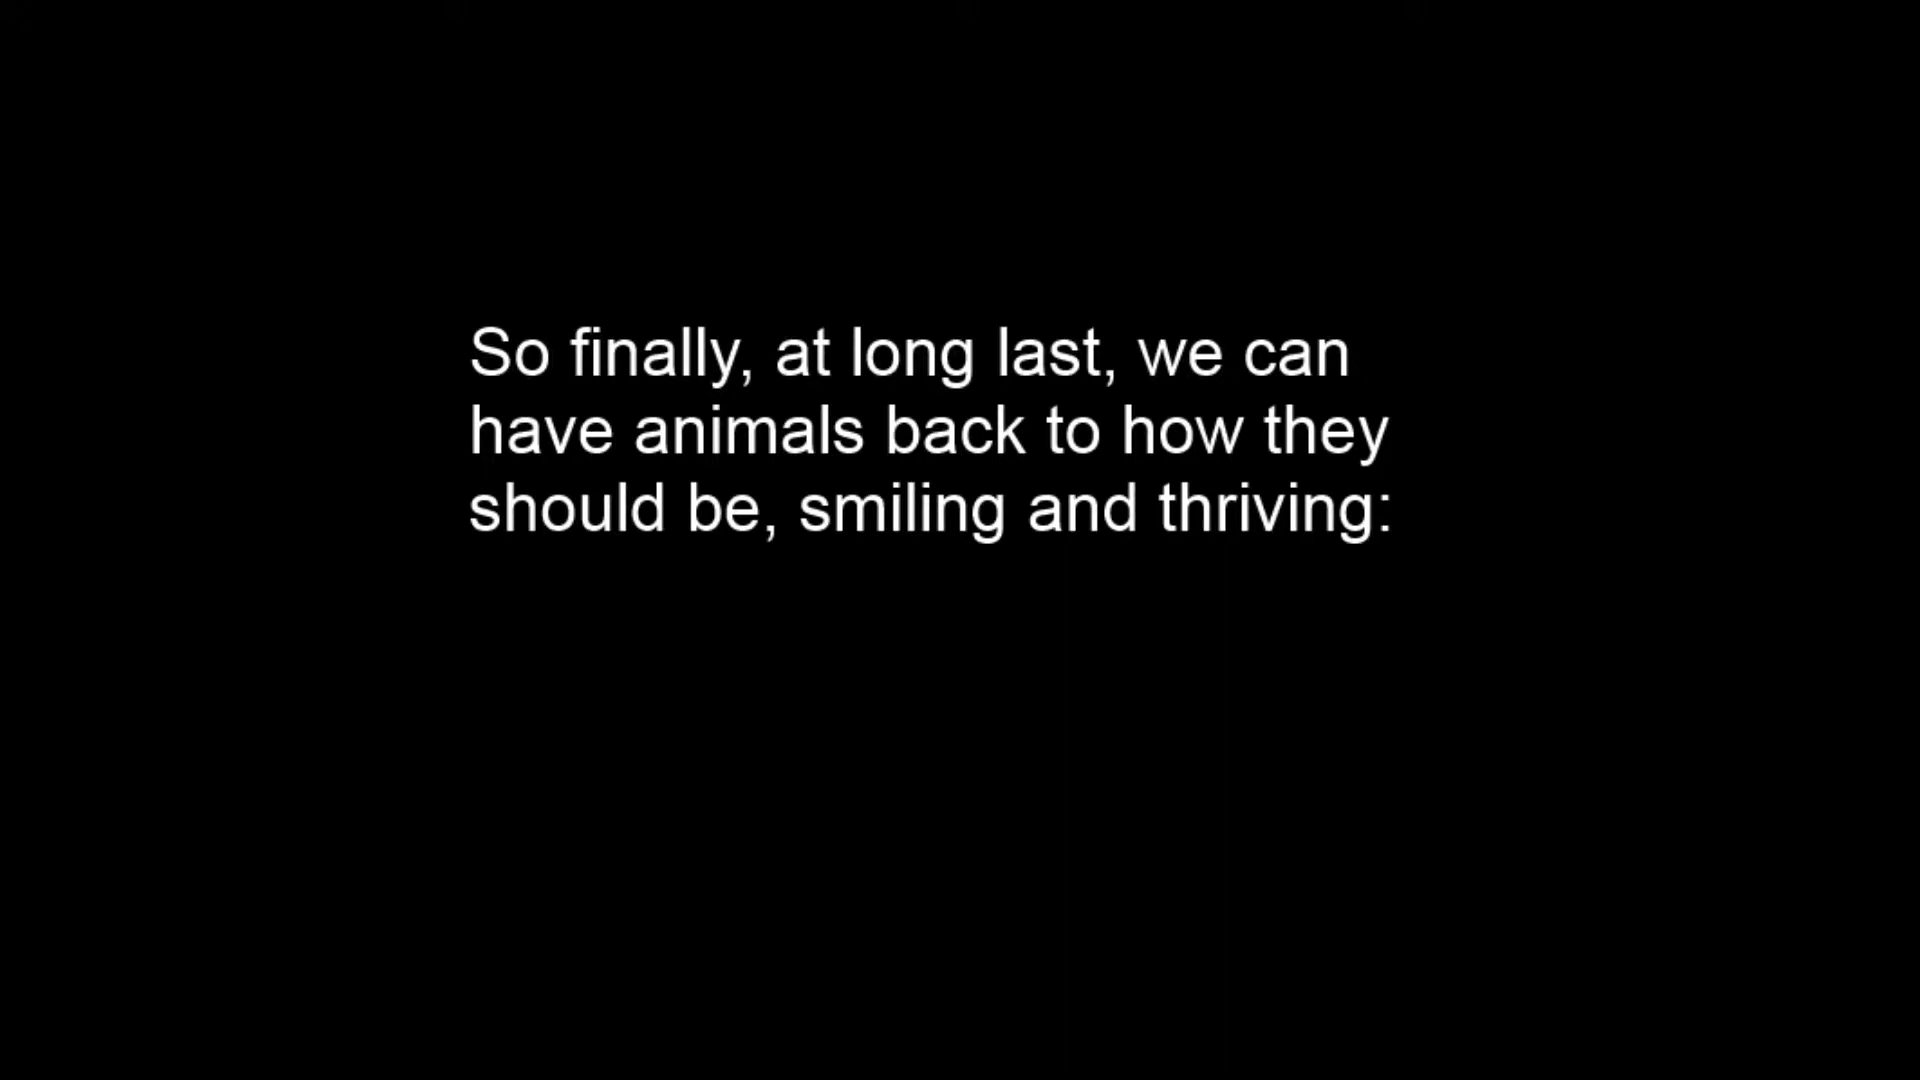 So finally, at long last, we can
have animals back to how they
should be, smiling and thriving: